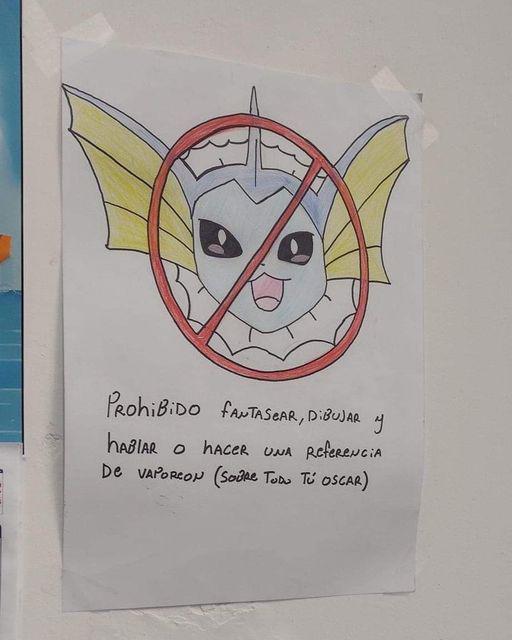 PROHIBIDO FANTASEAR, DIBUJAR y
HABLAR O HACER UNA REFERENCIA
DE VAPOREON (SOBRE TODO TÚ OSCAR)